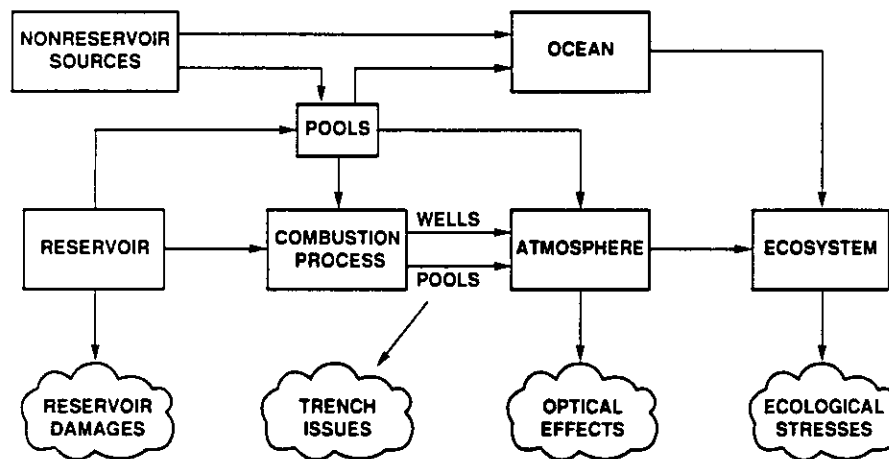 NONRESERVOIR
SOURCES
OCEAN
POOLS
RESERVOIR
COMBUSTION
PROCESS
WELLS
POOLS
ATMOSPHERE
ECOSYSTEM
RESERVOIR
DAMAGES
TRENCH
ISSUES
OPTICAL
EFFECTS
ECOLOGICAL
STRESSES